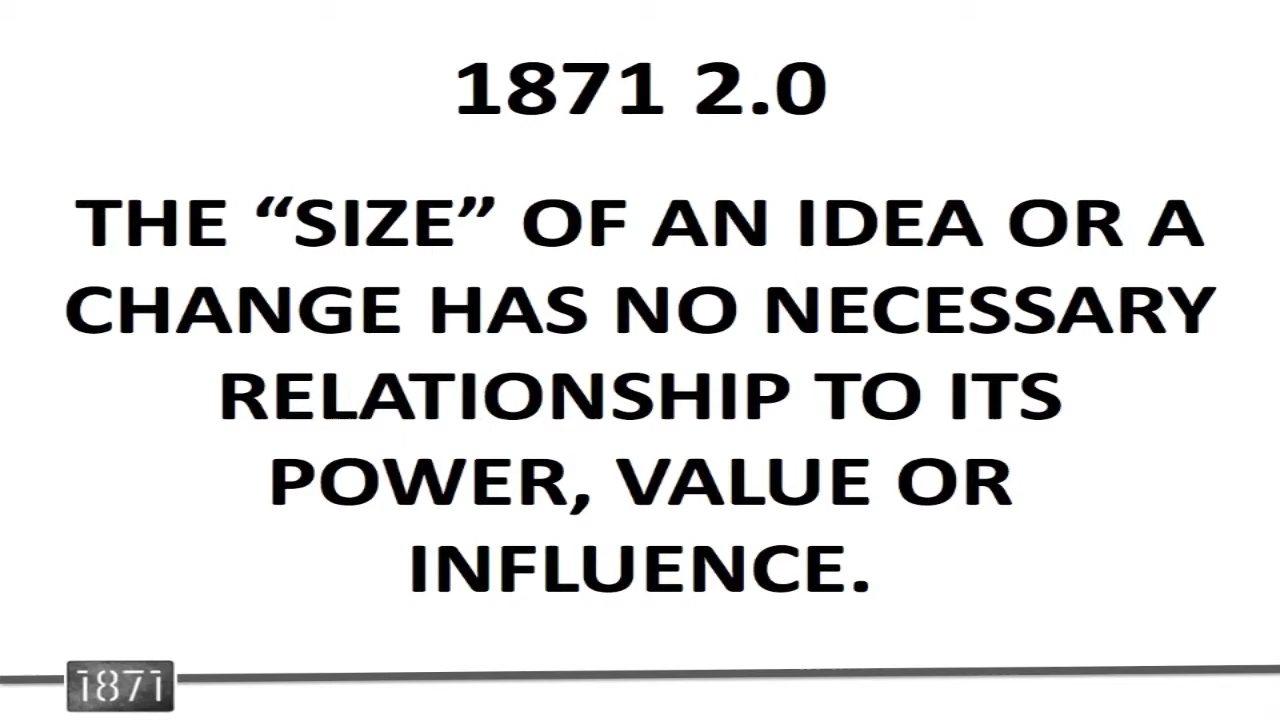 1871 2.0
THE “SIZE” OF AN IDEA OR A
CHANGE HAS NO NECESSARY
RELATIONSHIP TO ITS
POWER, VALUE OR
INFLUENCE.
1871